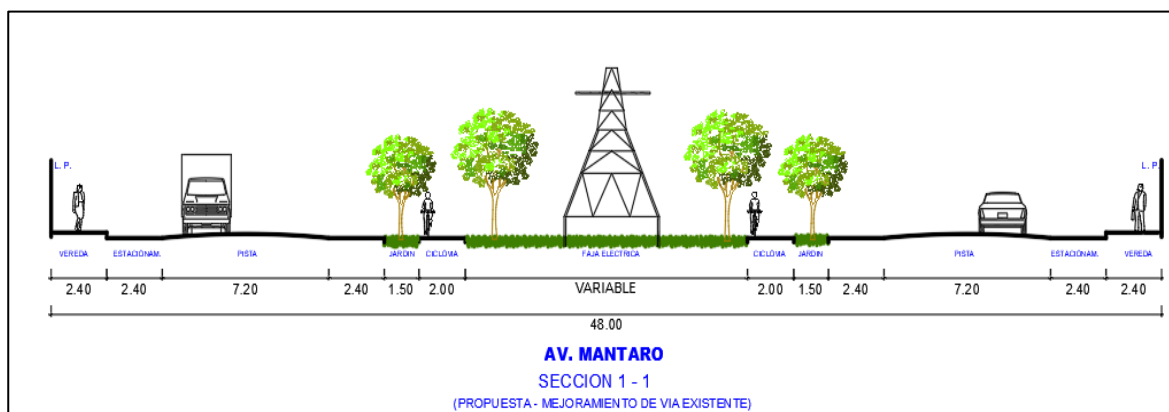 L. P. L. P.
VEREDA ESTACIÓNAM. PISTA JARDIN CICLOVIA FAJA ELECTRICA CICLOVIA JARDIN PISTA ESTACIÓNAM. VEREDA
2.40 2.40 7.20 2.40 1.50 2.00 VARIABLE 2.00 1.50 2.40 7.20 2.40 2.40
48.00
AV. MANTARO
SECCION 1 - 1
(PROPUESTA - MEJORAMIENTO DE VIA EXISTENTE)